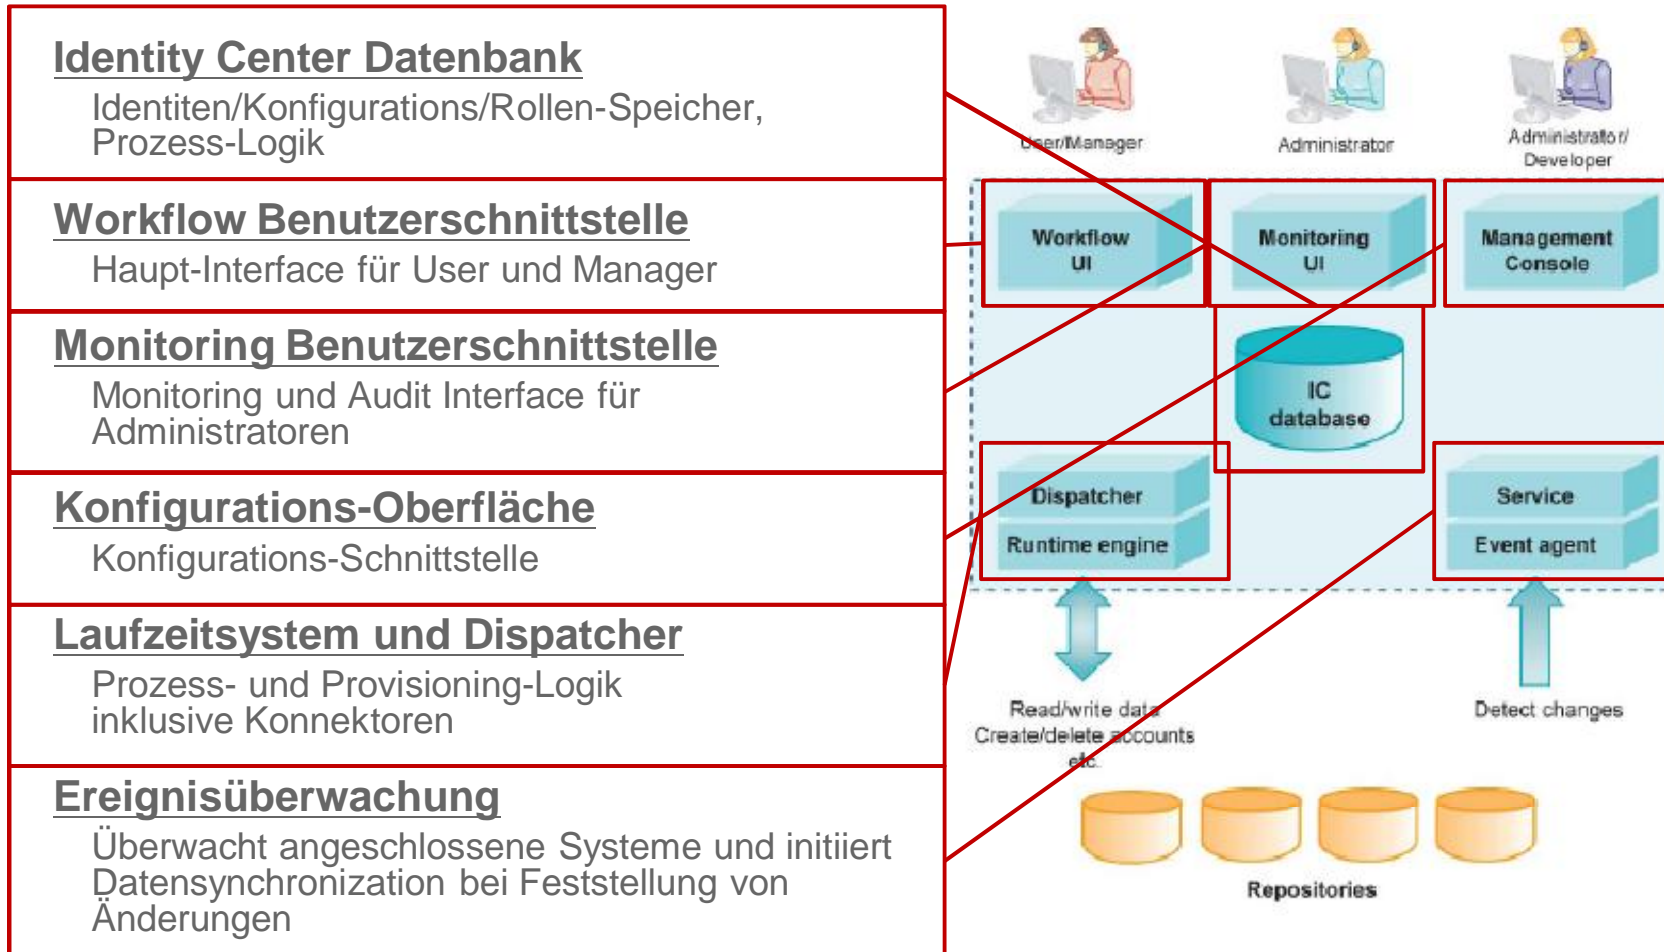 Identity Center Datenbank
Identiten/Konfigurations/Rollen-Speicher,
Prozess-Logik
Workflow Benutzerschnittstelle
Haupt-Interface für User und Manager
Monitoring Benutzerschnittstelle
Monitoring und Audit Interface für
Administratoren
Konfigurations-Oberfläche
Konfigurations-Schnittstelle
Laufzeitsystem und Dispatcher
Prozess- und Provisioning-Logik
inklusive Konnektoren
Ereignisüberwachung
Überwacht angeschlossene Systeme und initiiert
Datensynchronization bei Feststellung von
Änderungen
User/Manager
Administrator
Administrator/
Developer
Workflow
UI
Monitoring
UI
Management
Console
IC
database
Dispatcher
Runtime engine
Service
Event agent
Read/write data
Create/delete accounts
etc.
Detect changes
Repositories